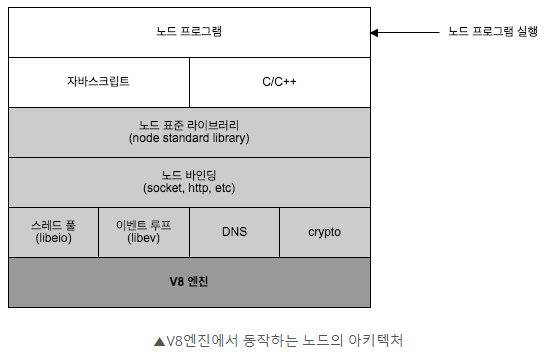 노드 프로그램
노드 프로그램 실행
자바스크립트
C/C++
노드 표준 라이브러리
(node standard library)
노드 바인딩
(socket, http, etc)
스레드 풀
(libeio)
이벤트 루프
(libev)
DNS
crypto
V8 엔진
▲V8엔진에서 동작하는 노드의 아키텍처